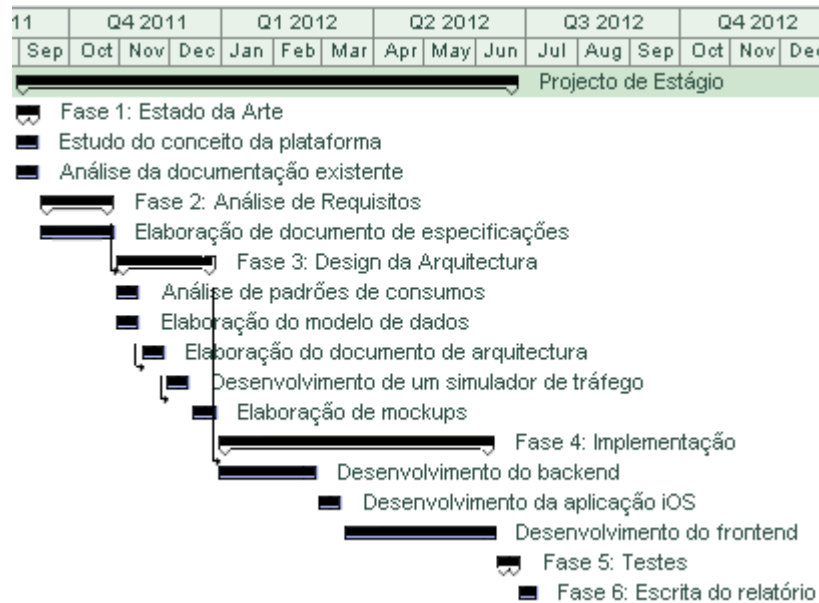 11 Q4 2011 Q1 2012 Q2 2012 Q3 2012 Q4 2012
Sep Oct Nov Dec Jan Feb Mar Apr May Jun Jul Aug Sep Oct Nov Dec
Projecto de Estágio
Fase 1: Estado da Arte
Estudo do conceito da plataforma
Análise da documentação existente
Fase 2: Análise de Requisitos
Elaboração de documento de especificações
Fase 3: Design da Arquitectura
Análise de padrões de consumos
Elaboração do modelo de dados
Elaboração do documento de arquitectura
Desenvolvimento de um simulador de tráfego
Elaboração de mockups
Fase 4: Implementação
Desenvolvimento do backend
Desenvolvimento da aplicação iOS
Desenvolvimento do frontend
Fase 5: Testes
Fase 6: Escrita do relatório